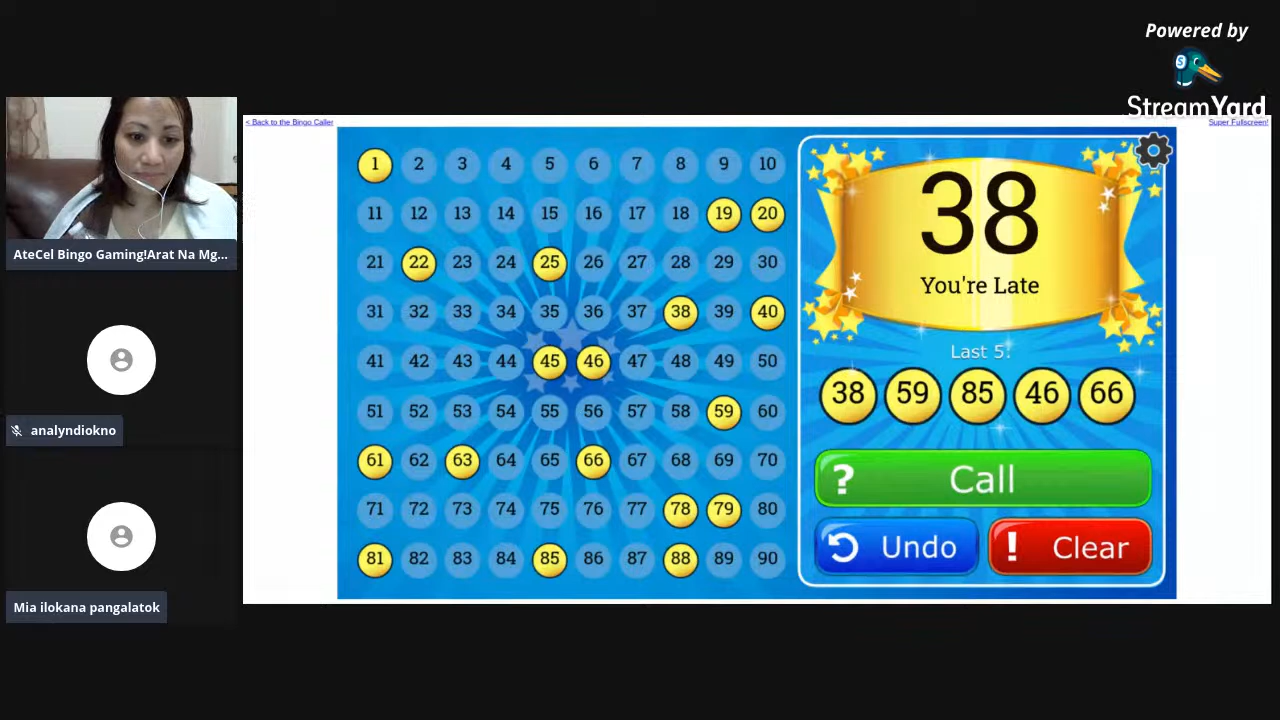 Powered by
StreamYard
< Back to the Bingo Caller
Super Fullscreen!
1 2 3 4 5 6 7 8 9 10
11 12 13 14 15 16 17 18 19 20
21 22 23 24 25 26 27 28 29 30
31 32 33 34 35 36 37 38 39 40
41 42 43 44 45 46 47 48 49 50
51 52 53 54 55 56 57 58 59 60
61 62 63 64 65 66 67 68 69 70
71 72 73 74 75 76 77 78 79 80
81 82 83 84 85 86 87 88 89 90
38
You're Late
Last 5:
38 59 85 46 66
? Call
Undo
! Clear
AteCel Bingo Gaming!Arat Na Mg...
analyndiokno
Mia ilokana pangalatok